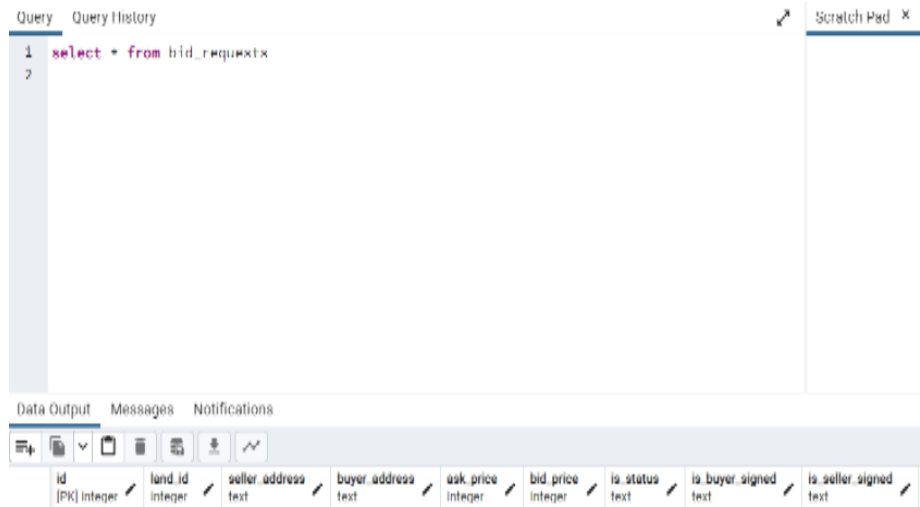 Query Query History
Scratch Pad ×
1 select * from bid_requests
2
Data Output Messages Notifications
id land_id seller_address buyer_address ask_price bid_price is_status is_buyer_signed is_seller_signed
[PK] integer integer text text integer integer text text text